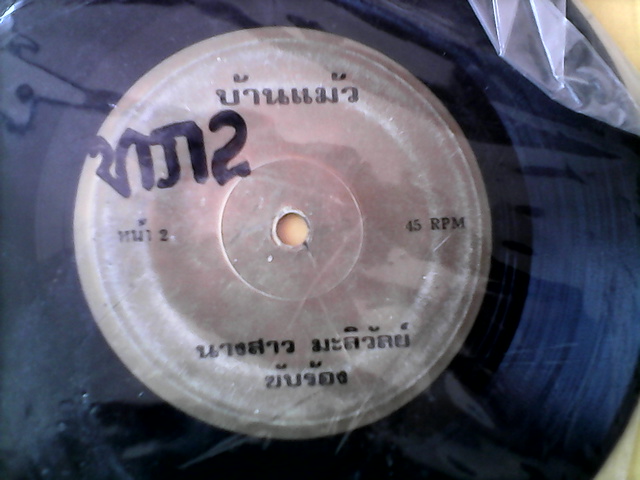 บ้านแม้ว
หน้า 2
45 RPM
นางสาว มะลิวัลย์
ขับร้อง